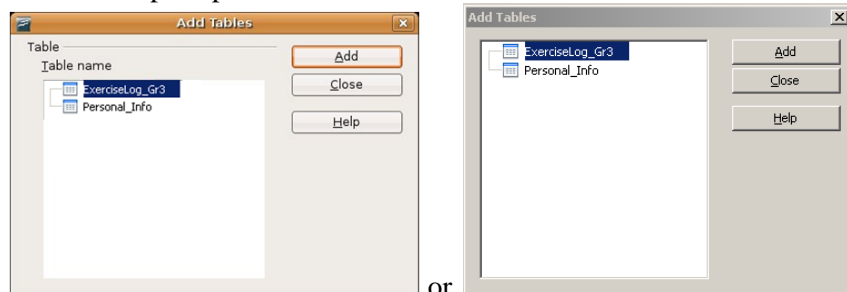 Add Tables
Table
Table name
ExerciseLog_Gr3
Personal_Info
Add
Close
Help
or
Add Tables
ExerciseLog_Gr3
Personal_Info
Add
Close
Help